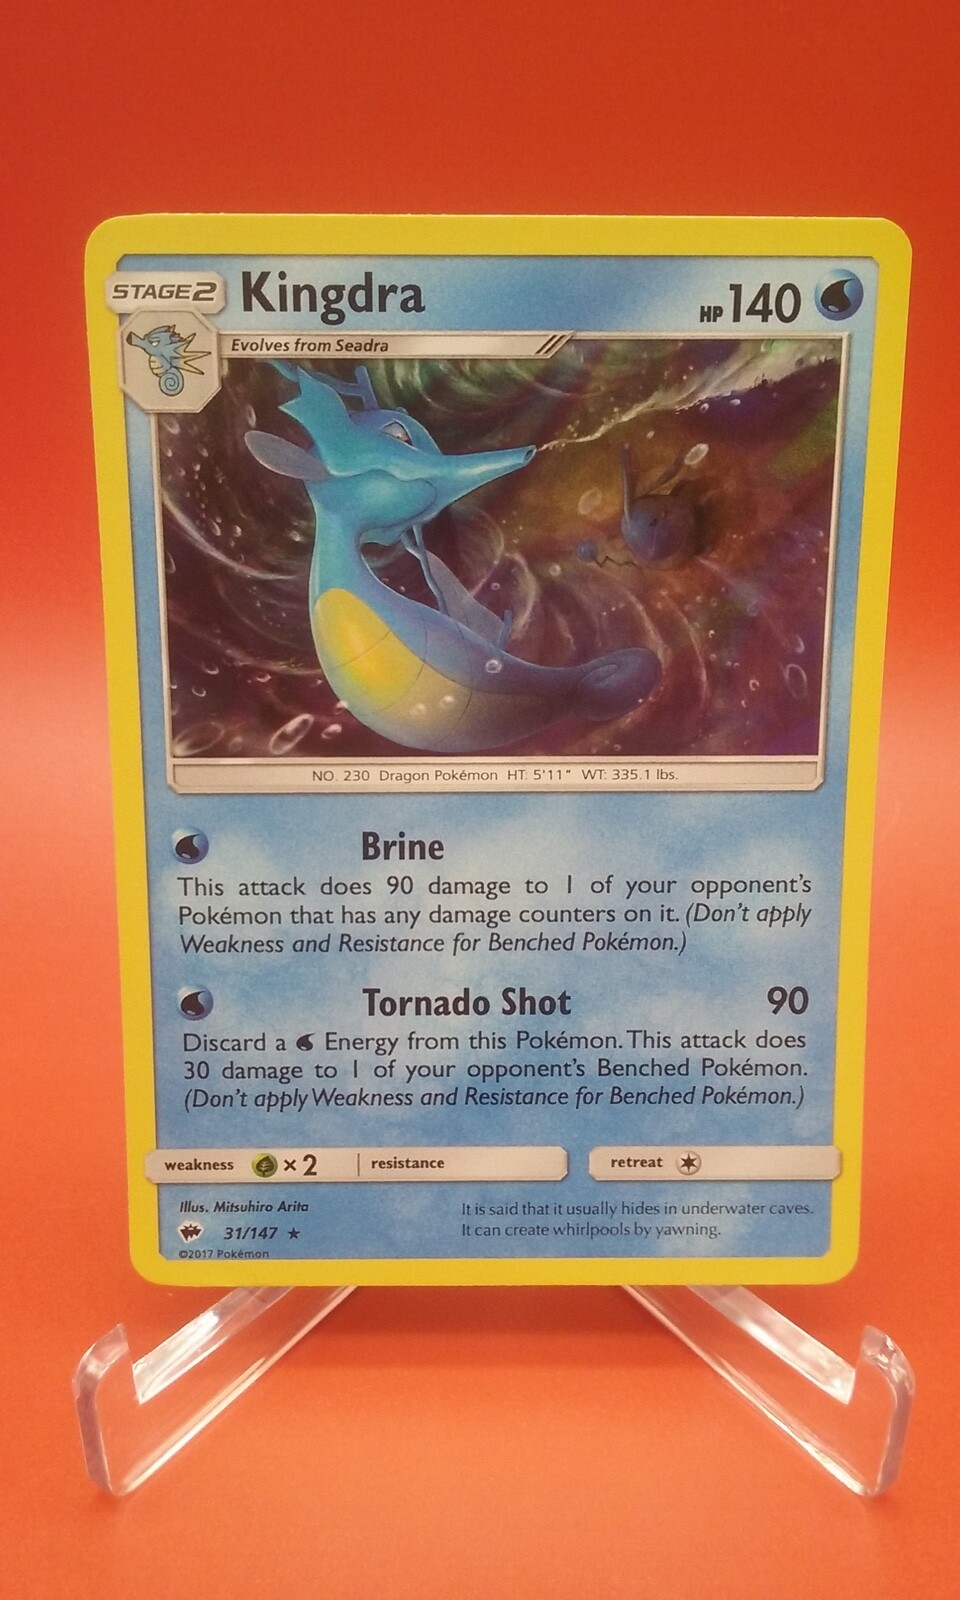 STAGE2 Kingdra HP 140
Evolves from Seadra
NO. 230 Dragon Pokémon HT: 5'11" WT: 335.1 lbs.
Brine
This attack does 90 damage to 1 of your opponent's
Pokémon that has any damage counters on it. (Don't apply
Weakness and Resistance for Benched Pokémon.)
Tornado Shot 90
Discard a Energy from this Pokémon. This attack does
30 damage to 1 of your opponent's Benched Pokémon.
(Don't apply Weakness and Resistance for Benched Pokémon.)
weakness ×2 resistance retreat
Illus. Mitsuhiro Arita
31/147 ★
©2017 Pokémon
It is said that it usually hides in underwater caves.
It can create whirlpools by yawning.